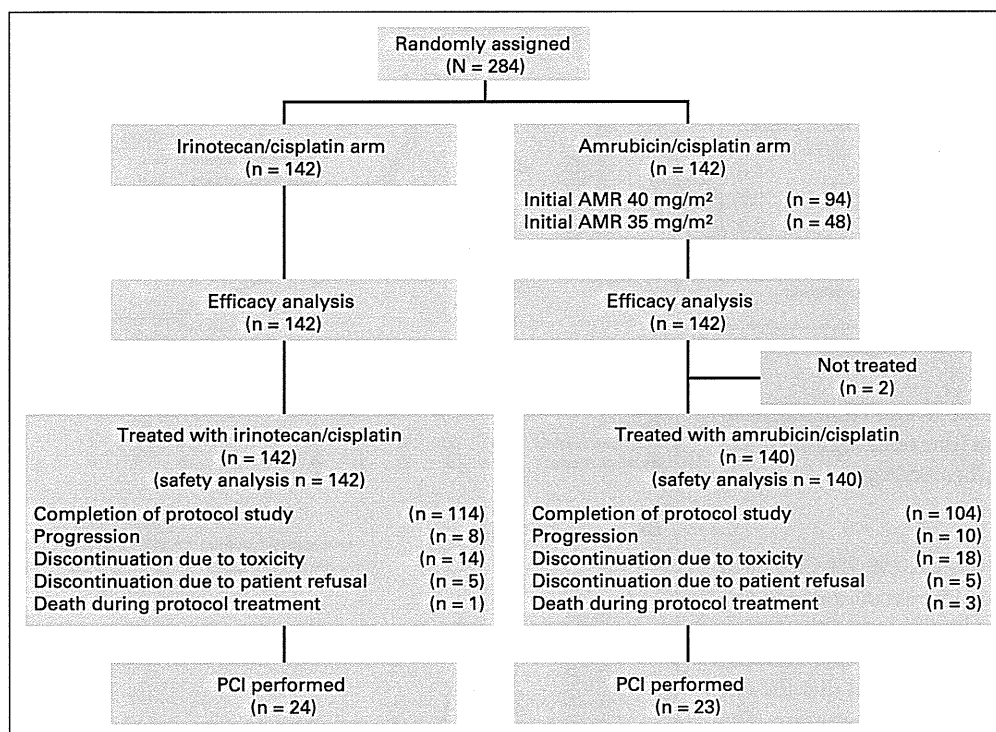 Randomly assigned
(N = 284)
Irinotecan/cisplatin arm
(n = 142)
Amrubicin/cisplatin arm
(n = 142)
Initial AMR 40 mg/m² (n = 94)
Initial AMR 35 mg/m² (n = 48)
Efficacy analysis
(n = 142)
Efficacy analysis
(n = 142)
Not treated
(n = 2)
Treated with irinotecan/cisplatin
(n = 142)
(safety analysis n = 142)
Completion of protocol study (n = 114)
Progression (n = 8)
Discontinuation due to toxicity (n = 14)
Discontinuation due to patient refusal (n = 5)
Death during protocol treatment (n = 1)
Treated with amrubicin/cisplatin
(n = 140)
(safety analysis n = 140)
Completion of protocol study (n = 104)
Progression (n = 10)
Discontinuation due to toxicity (n = 18)
Discontinuation due to patient refusal (n = 5)
Death during protocol treatment (n = 3)
PCI performed
(n = 24)
PCI performed
(n = 23)